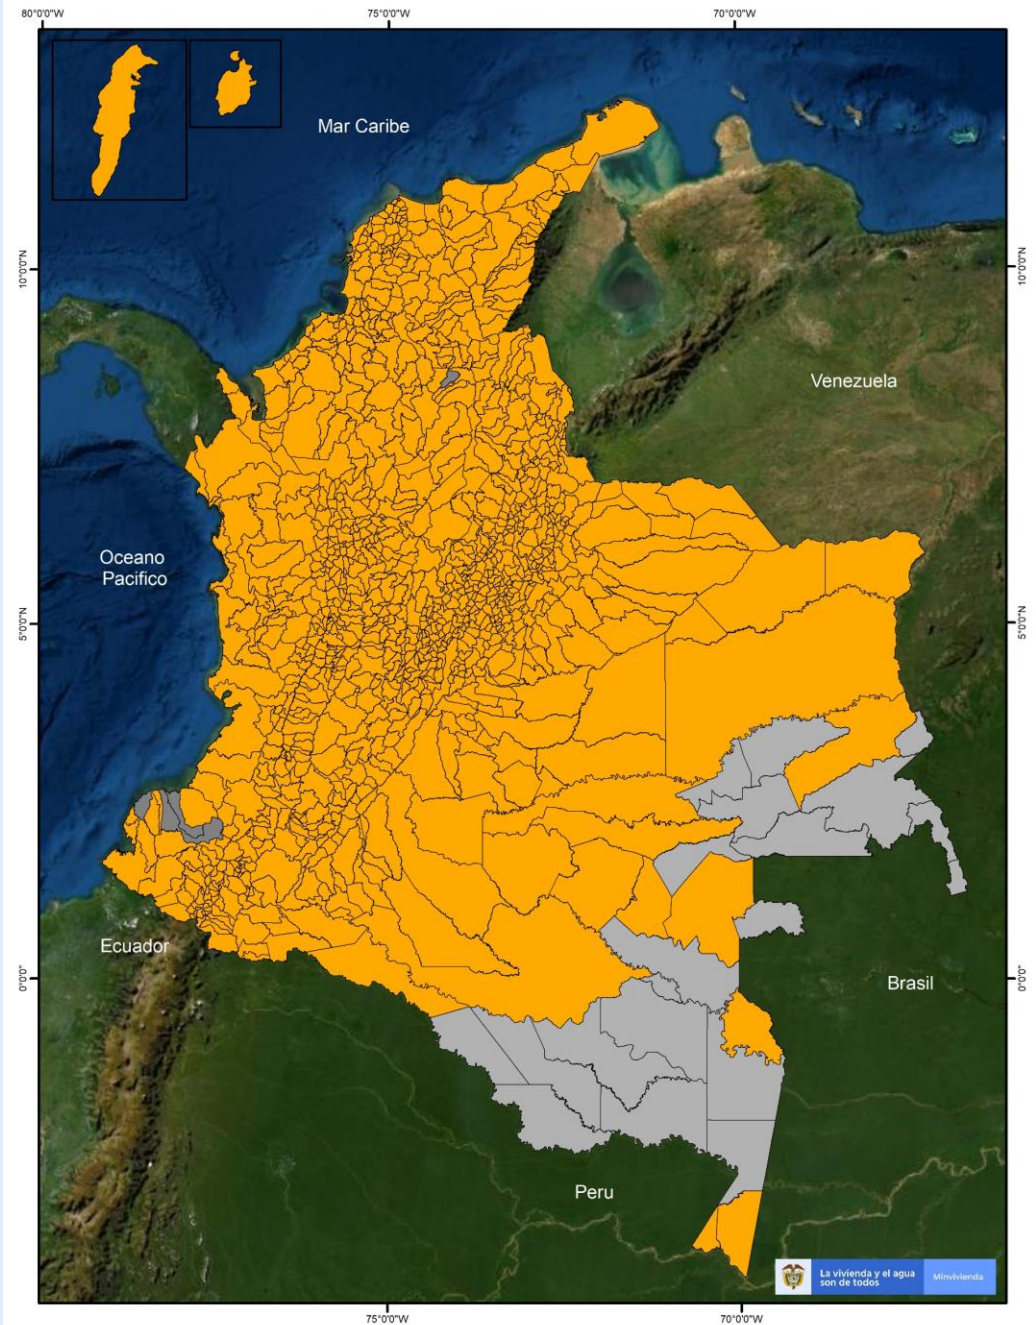 80°0'0"W
75°0'0"W
70°0'0"W
Mar Caribe
10°0'0"N
10°0'0"N
Venezuela
Oceano
Pacifico
5°0'0"N
5°0'0"N
Ecuador
0°0'0"
0°0'0"
Brasil
Peru
La vivienda y el agua
son de todos
Minvivienda
75°0'0"W
70°0'0"W